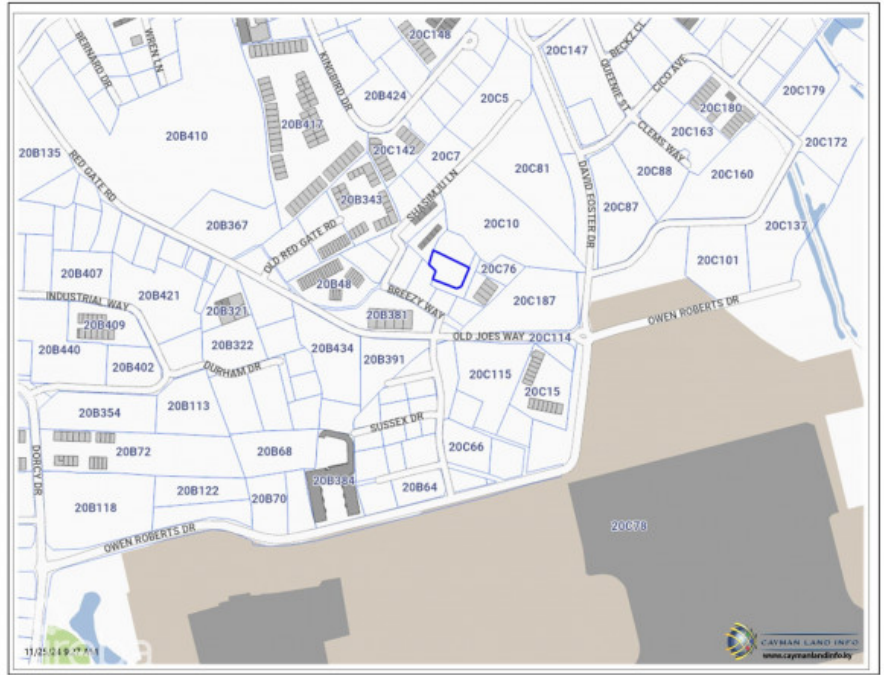 20C148
BERNARD DR
WREN LN
KINGBIRD DR
20C147
BECKZ CL
QUEENIE ST
CICO AVE
20B424
20C5
20C180
20C179
20B410
20B417
20C163
CLEMS WAY
20C172
20B135
RED GATE RD
20C142
20C7
20C81
DAVID FOSTER DR
20C88
20C160
20B343
SHASIMJU LN
20C87
20B367
OLD RED GATE RD
20C10
20C137
20B407
20B48
20C76
20C101
INDUSTRIAL WAY
20B421
BREEZY WAY
20C187
20B409
20B321
20B381
OWEN ROBERTS DR
20B440
20B322
20B434
OLD JOES WAY
20C114
20B402
DURHAM DR
20B391
20C115
20C15
20B354
20B113
SUSSEX DR
20B72
20B68
20C66
DORCY DR
20B122
20B70
20B384
20B64
20B118
20C78
OWEN ROBERTS DR
CAYMAN LAND INFO
www.caymanlandinfo.ky